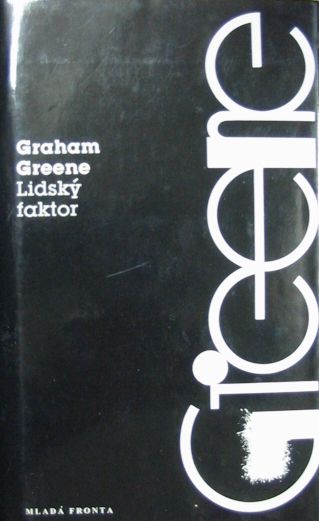 Graham
Greene
Lidský
faktor
Greene
MLADÁ FRONTA